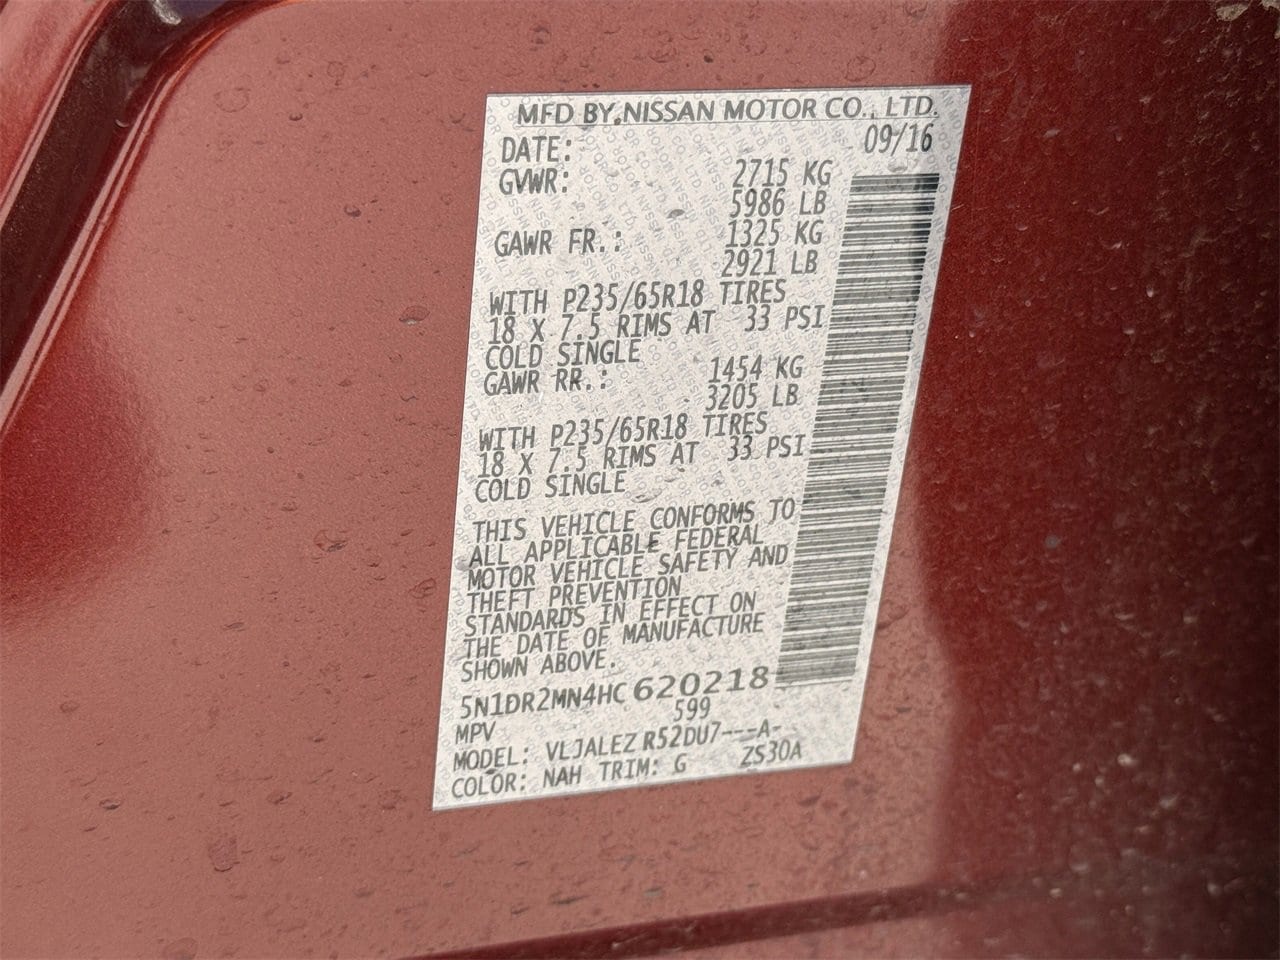 MFD BY NISSAN MOTOR CO., LTD.
DATE: 09/16
GVWR: 2715 KG
5986 LB
GAWR FR.: 1325 KG
2921 LB
WITH P235/65R18 TIRES
18 X 7.5 RIMS AT 33 PSI
COLD SINGLE
GAWR RR.: 1454 KG
3205 LB
WITH P235/65R18 TIRES
18 X 7.5 RIMS AT 33 PSI
COLD SINGLE
THIS VEHICLE CONFORMS TO
ALL APPLICABLE FEDERAL
MOTOR VEHICLE SAFETY AND
THEFT PREVENTION
STANDARDS IN EFFECT ON
THE DATE OF MANUFACTURE
SHOWN ABOVE.
5N1DR2MN4HC620218
MPV 599
MODEL: VLJALEZ R52DU7---A-
COLOR: NAH TRIM: G ZS30A